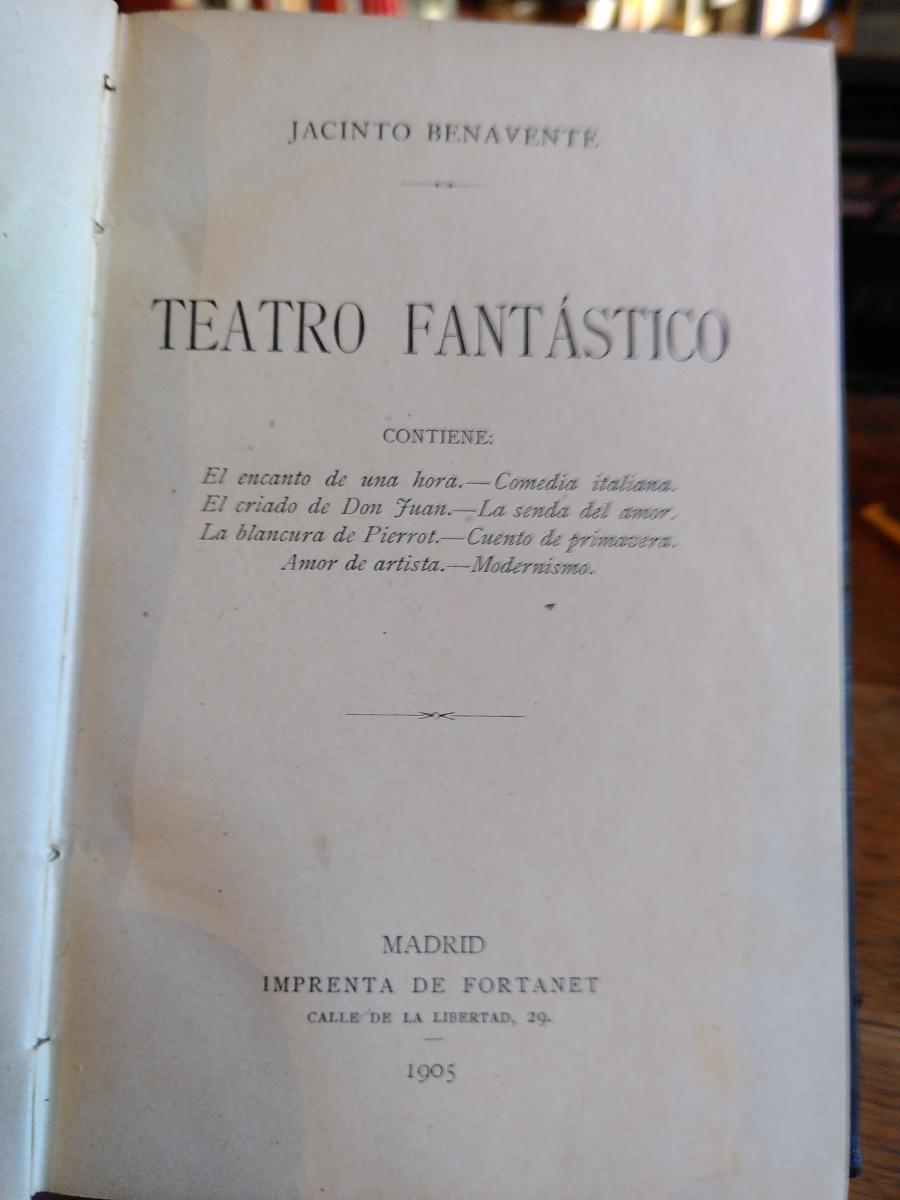 JACINTO BENAVENTE
TEATRO FANTÁSTICO
CONTIENE:
El encanto de una hora.—Comedia italiana.
El criado de Don Juan.—La senda del amor.
La blancura de Pierrot.—Cuento de primavera.
Amor de artista.—Modernismo.
MADRID
IMPRENTA DE FORTANET
CALLE DE LA LIBERTAD, 29.
1905